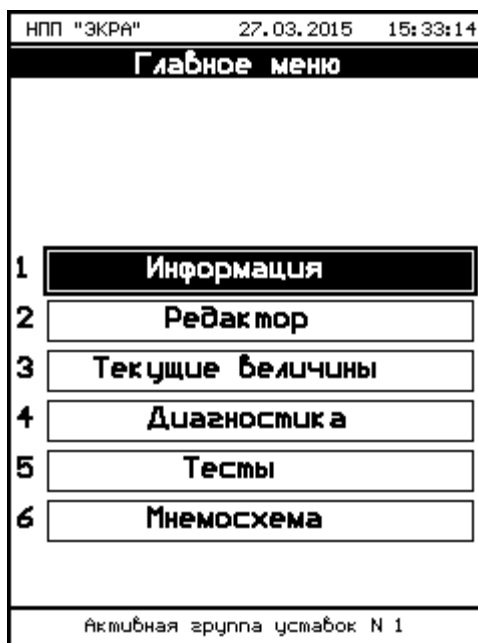 НПП "ЭКРА" 27.03.2015 15:33:14
Главное меню
1 Информация
2 Редактор
3 Текущие величины
4 Диагностика
5 Тесты
6 Мнемосхема
Активная группа уставок N 1